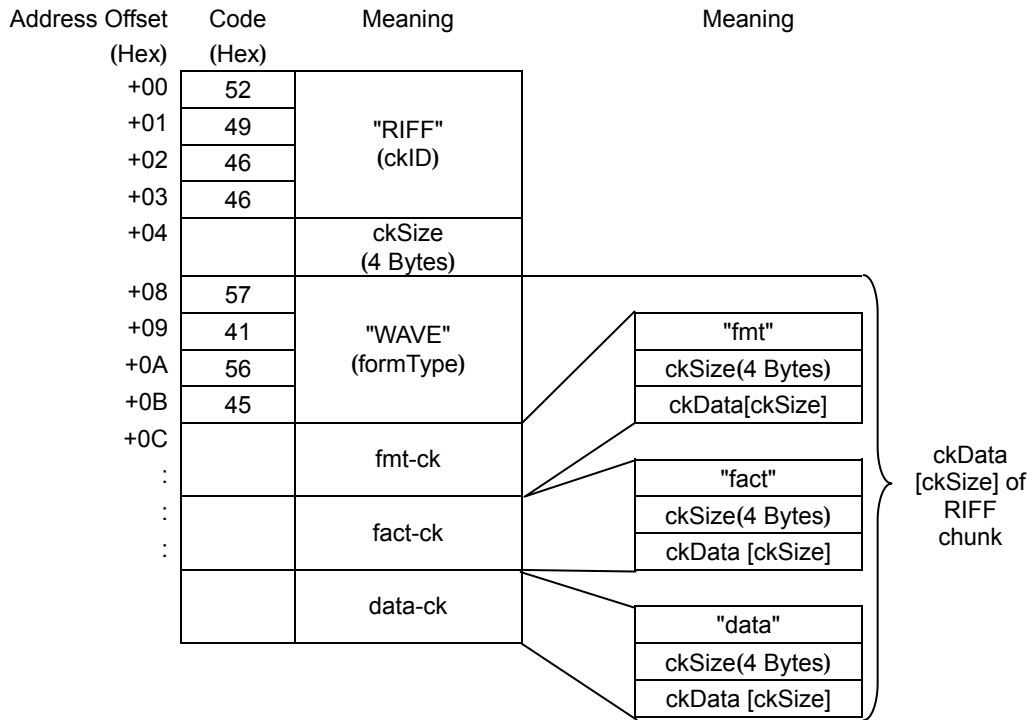 Address Offset Code Meaning Meaning
(Hex) (Hex)
+00 52
+01 49 "RIFF"
+02 46 (ckID)
+03 46
+04 ckSize
(4 Bytes)
+08 57
+09 41 "WAVE" "fmt"
+0A 56 (formType) ckSize(4 Bytes)
+0B 45 ckData[ckSize]
+0C fmt-ck
: "fact"
: fact-ck ckSize(4 Bytes)
: ckData [ckSize]
data-ck "data"
ckSize(4 Bytes)
ckData [ckSize]
ckData
[ckSize] of
RIFF
chunk